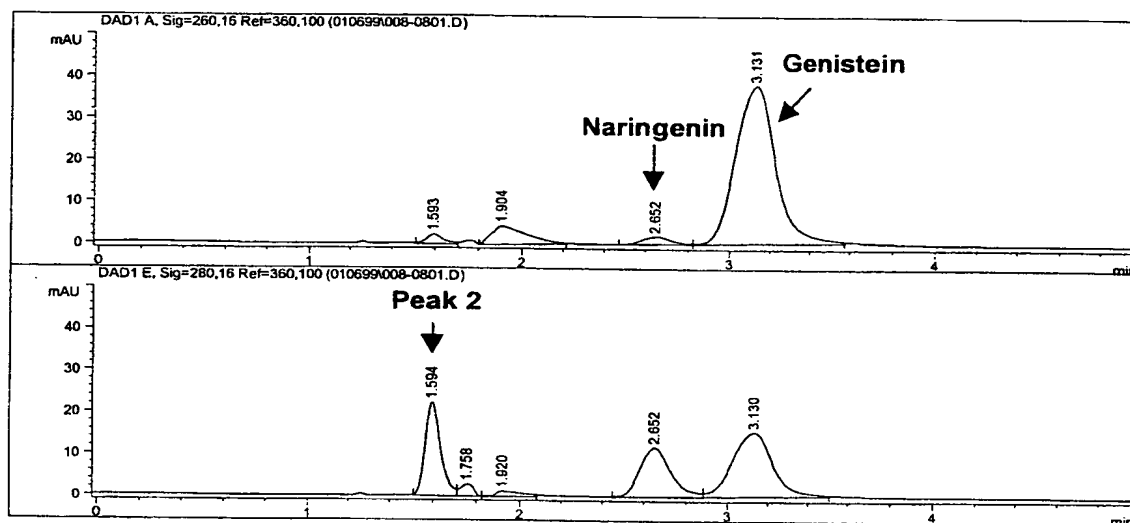 DAD1 A, Sig=260,16 Ref=360,100 (010699\008-0801.D)
mAU
40
30
20
10
0
1.593
1.904
Naringenin
2.652
3.131
Genistein
0 1 2 3 4 min
DAD1 E, Sig=280,16 Ref=360,100 (010699\008-0801.D)
mAU
40
30
20
10
0
Peak 2
1.594
1.758
1.920
2.652
3.130
0 1 2 3 4 min